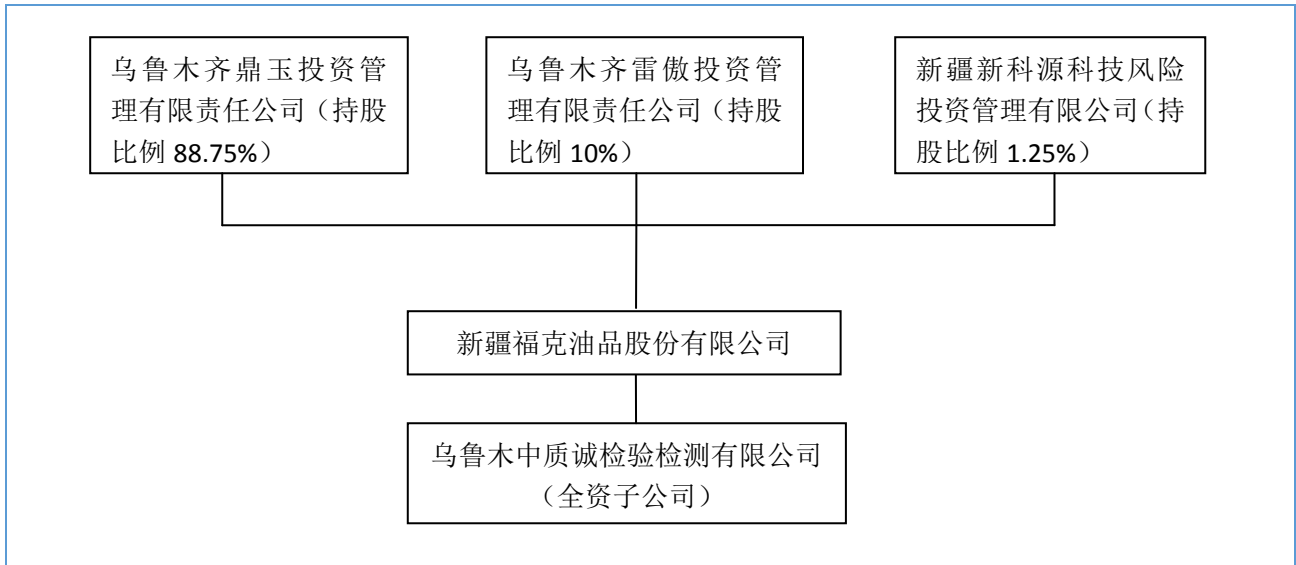 乌鲁木齐鼎玉投资管
理有限责任公司（持股
比例 88.75%）
乌鲁木齐雷傲投资管
理有限责任公司（持股
比例 10%）
新疆新科源科技风险
投资管理有限公司（持
股比例 1.25%）
新疆福克油品股份有限公司
乌鲁木中质诚检验检测有限公司
（全资子公司）